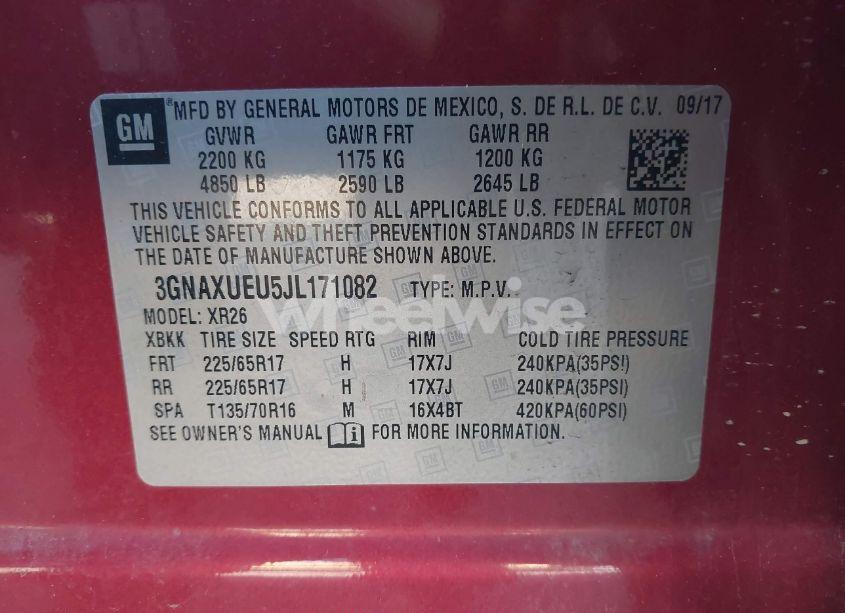 GM ®MFD BY GENERAL MOTORS DE MEXICO, S. DE R.L. DE C.V. 09/17
GVWR GAWR FRT GAWR RR
2200 KG 1175 KG 1200 KG
4850 LB 2590 LB 2645 LB
THIS VEHICLE CONFORMS TO ALL APPLICABLE U.S. FEDERAL MOTOR
VEHICLE SAFETY AND THEFT PREVENTION STANDARDS IN EFFECT ON
THE DATE OF MANUFACTURE SHOWN ABOVE.
3GNAXUEU5JL171082 TYPE: M.P.V.
Wheelwise
MODEL: XR26
XBKK TIRE SIZE SPEED RTG RIM COLD TIRE PRESSURE
FRT 225/65R17 H 17X7J 240KPA(35PSI)
RR 225/65R17 H 17X7J 240KPA(35PSI)
SPA T135/70R16 M 16X4BT 420KPA(60PSI)
SEE OWNER'S MANUAL i FOR MORE INFORMATION.